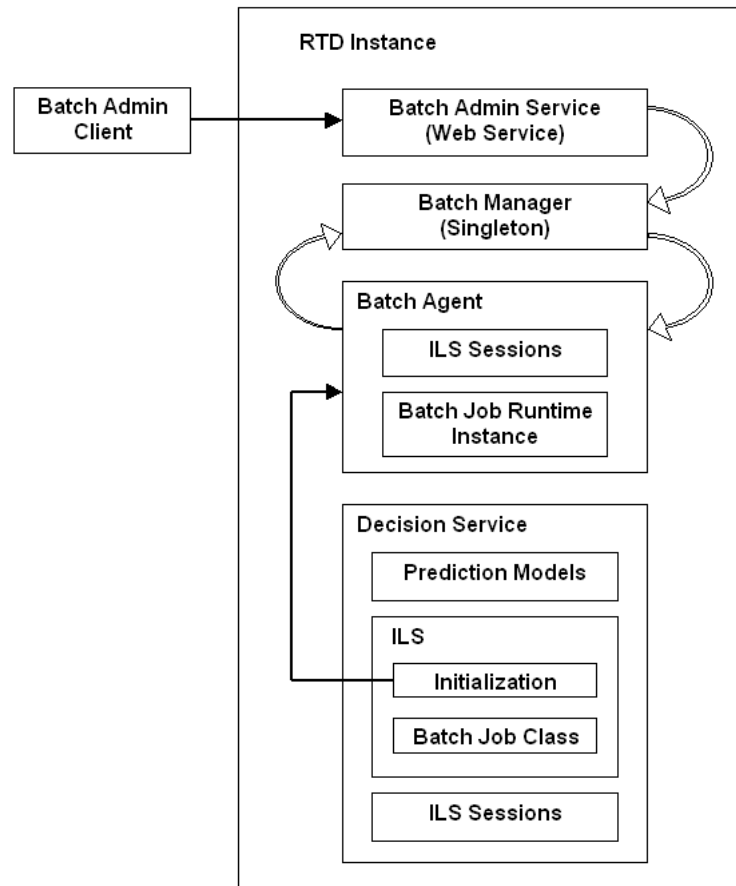 RTD Instance
Batch Admin
Client
Batch Admin Service
(Web Service)
Batch Manager
(Singleton)
Batch Agent
ILS Sessions
Batch Job Runtime
Instance
Decision Service
Prediction Models
ILS
Initialization
Batch Job Class
ILS Sessions